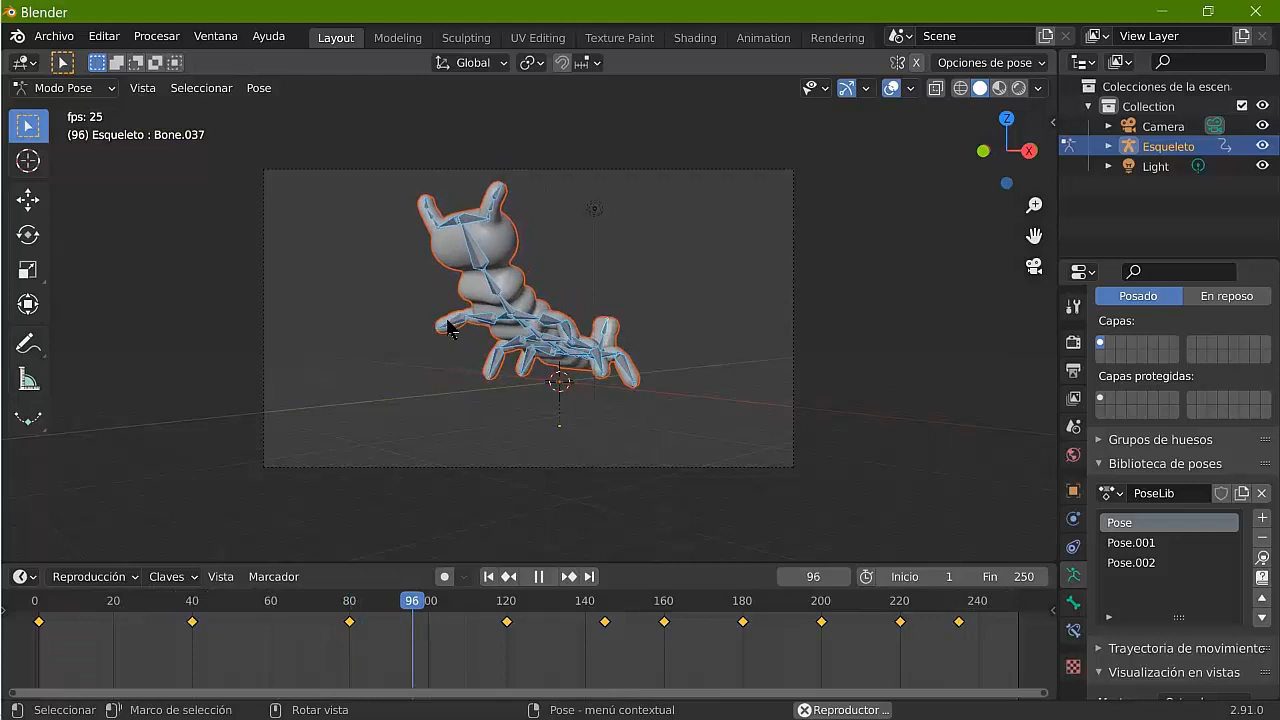 Blender
Archivo Editar Procesar Ventana Ayuda Layout Modeling Sculpting UV Editing Texture Paint Shading Animation Rendering Scene View Layer
Global X Opciones de pose
Modo Pose Vista Seleccionar Pose
Colecciones de la escen
Collection
Camera
Esqueleto
Light
fps: 25
(96) Esqueleto : Bone.037
Z
X
Posado En reposo
Capas:
Capas protegidas:
Grupos de huesos
Biblioteca de poses
PoseLib
Pose
Pose.001
Pose.002
Trayectoria de movimiento
Visualización en vistas
Reproducción Claves Vista Marcador 96 Inicio 1 Fin 250
0 20 40 60 80 96 00 120 140 160 180 200 220 240
Seleccionar Marco de selección Rotar vista Pose - menú contextual Reproductor ... 2.91.0